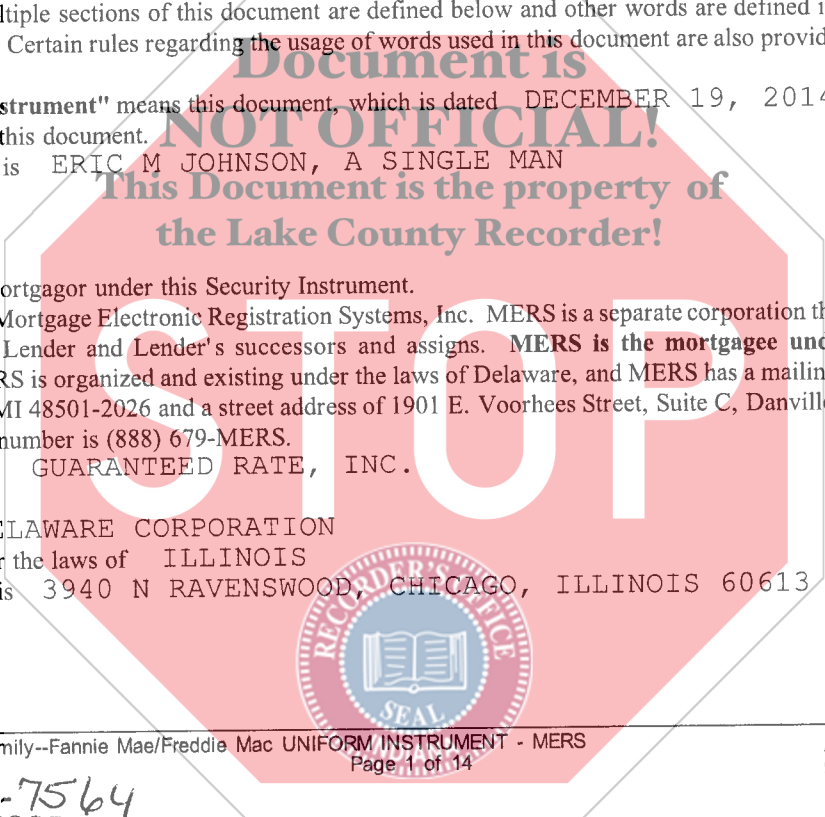 ltiple sections of this document are defined below and other words are defined i
Certain rules regarding the usage of words used in this document are also provid
Document is
strument" means this document, which is dated DECEMBER 19, 2014
NOT OFFICIAL!
this document.
is ERIC M JOHNSON, A SINGLE MAN
This Document is the property of
the Lake County Recorder!
ortgagor under this Security Instrument.
Mortgage Electronic Registration Systems, Inc. MERS is a separate corporation th
Lender and Lender's successors and assigns. MERS is the mortgagee und
RS is organized and existing under the laws of Delaware, and MERS has a mailin
MI 48501-2026 and a street address of 1901 E. Voorhees Street, Suite C, Danville
number is (888) 679-MERS.
STOP
GUARANTEED RATE, INC.
ELAWARE CORPORATION
r the laws of ILLINOIS
is 3940 N RAVENSWOOD, CHICAGO, ILLINOIS 60613
RECORDER'S OFFICE
SEAL
INDIANA
mily--Fannie Mae/Freddie Mac UNIFORM INSTRUMENT - MERS
Page 1 of 14
-7564